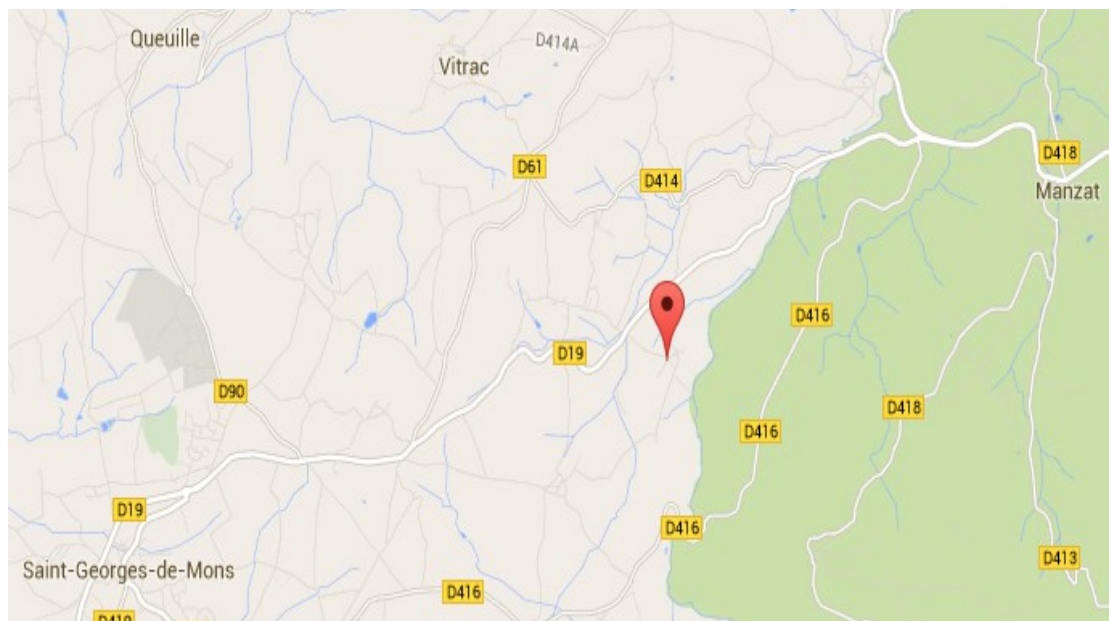 Queuille
D414A
Vitrac
D61
D418
D414
Manzat
D416
D19
D90
D418
D416
D19
D416
Saint-Georges-de-Mons
D413
D416